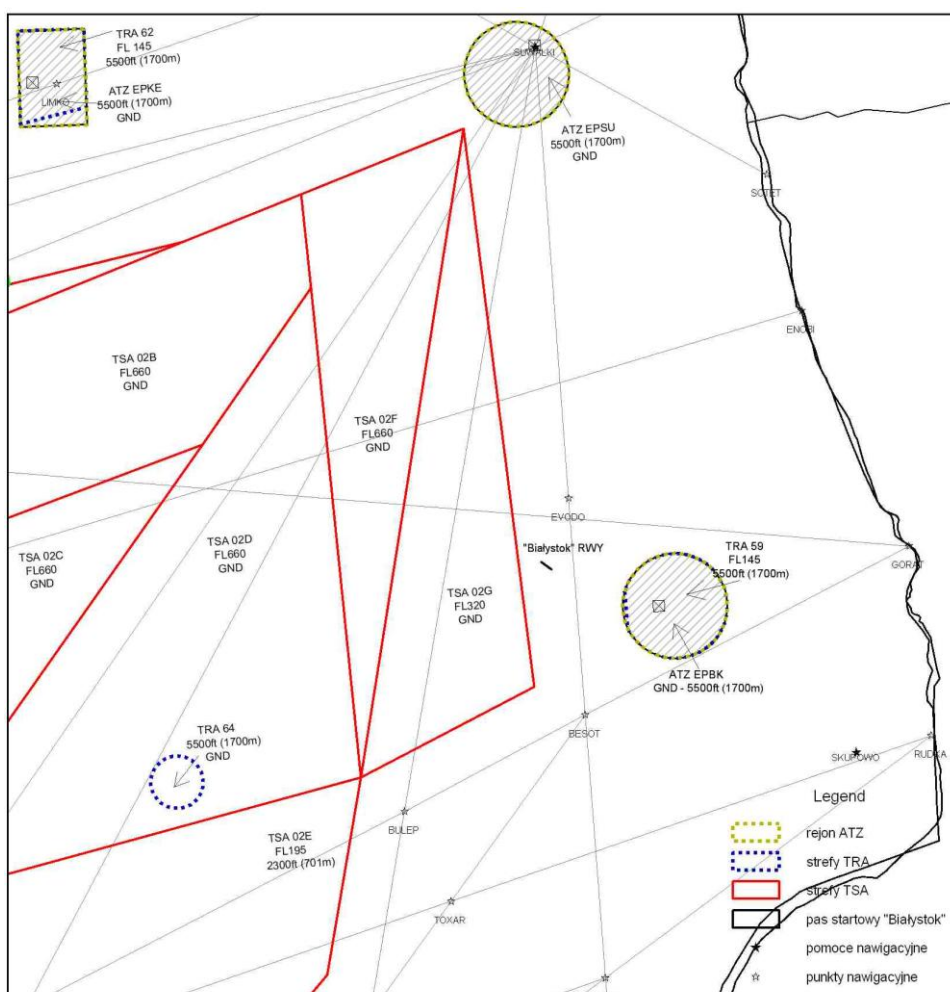 TRA 62
FL 145
5500ft (1700m)
LIMKO
ATZ EPKE
5500ft (1700m)
GND
SUWAŁKI
ATZ EPSU
5500ft (1700m)
GND
SOTET
ENOBI
TSA 02B
FL660
GND
TSA 02F
FL660
GND
EVODO
TSA 02C
FL660
GND
TSA 02D
FL660
GND
"Białystok" RWY
TRA 59
FL145
5500ft (1700m)
GORAT
TSA 02G
FL320
GND
ATZ EPBK
GND - 5500ft (1700m)
TRA 64
5500ft (1700m)
GND
BESOT
SKUPOWO
RUDKA
BULEP
TSA 02E
FL195
2300ft (701m)
TOXAR
Legend
rejon ATZ
strefy TRA
strefy TSA
pas startowy "Białystok"
pomoce nawigacyjne
punkty nawigacyjne